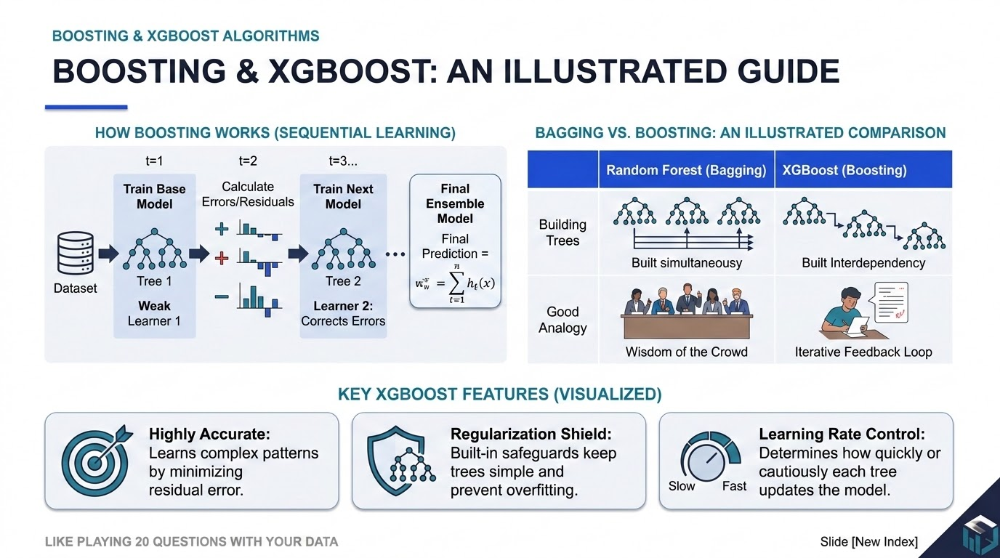 BOOSTING & XGBOOST ALGORITHMS
BOOSTING & XGBOOST: AN ILLUSTRATED GUIDE
HOW BOOSTING WORKS (SEQUENTIAL LEARNING)
t=1
t=2
t=3...
Dataset
Train Base
Model
Tree 1
Weak
Learner 1
Calculate
Errors/Residuals
Train Next
Model
Tree 2
Learner 2:
Corrects Errors
Final
Ensemble
Model
Final
Prediction =
n
= ∑ hₜ(x)
t=1
BAGGING VS. BOOSTING: AN ILLUSTRATED COMPARISON
Random Forest (Bagging)
XGBoost (Boosting)
Building
Trees
Built simultaneousy
Built Interdependency
Good
Analogy
Wisdom of the Crowd
Iterative Feedback Loop
KEY XGBOOST FEATURES (VISUALIZED)
Highly Accurate:
Learns complex patterns
by minimizing
residual error.
Regularization Shield:
Built-in safeguards keep
trees simple and
prevent overfitting.
Slow
Fast
Learning Rate Control:
Determines how quickly or
cautiously each tree
updates the model.
LIKE PLAYING 20 QUESTIONS WITH YOUR DATA
Slide [New Index]